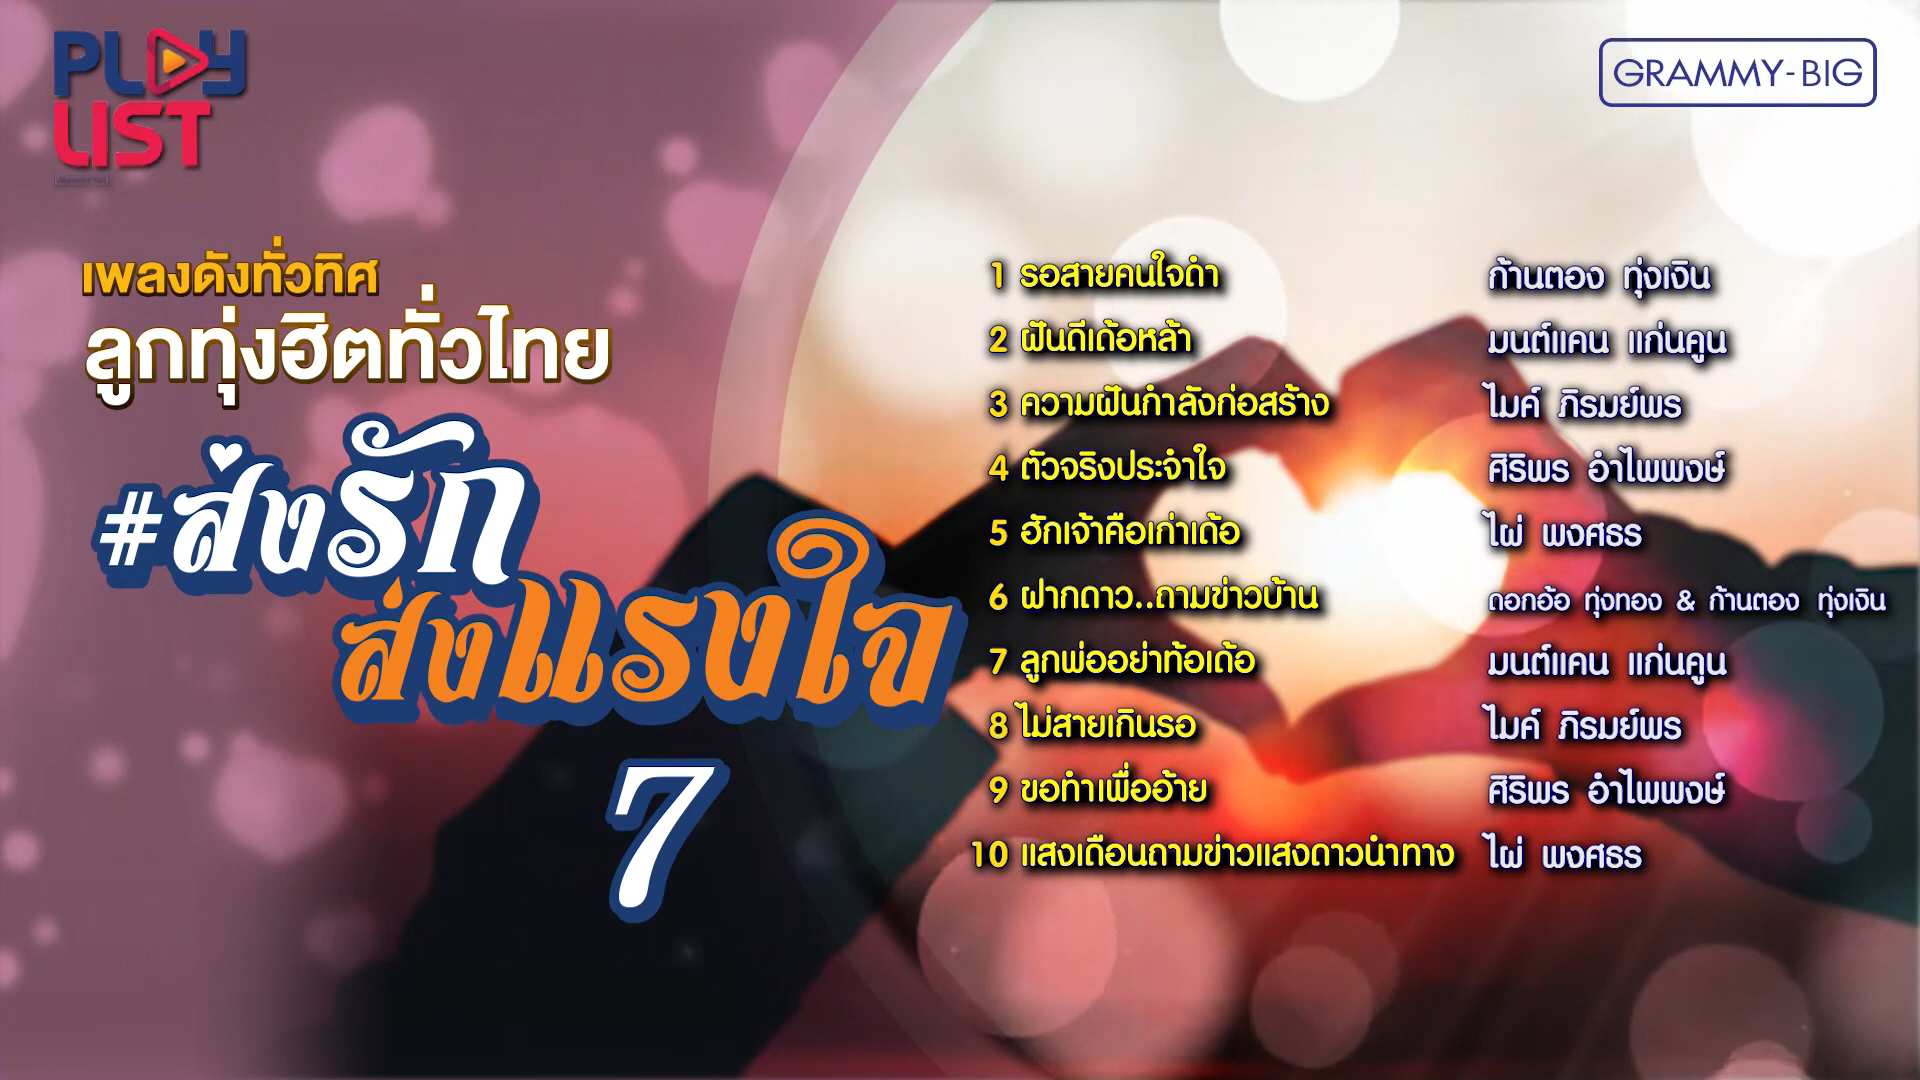 PLAY
LIST
GRAMMY-BIG
เพลงดังทั่วทิศ
ลูกทุ่งฮิตทั่วไทย
#ส่งรัก
ส่งแรงใจ
7
1 รอสายคนใจดำ ก้านตอง ทุ่งเงิน
2 ฝันดีเด้อหล้า มนต์แคน แก่นคูน
3 ความฝันกำลังก่อสร้าง ไมค์ ภิรมย์พร
4 ตัวจริงประจำใจ ศิริพร อำไพพงษ์
5 ฮักเจ้าคือเก่าเด้อ ไผ่ พงศธร
6 ฝากดาว..ถามข่าวบ้าน ดอกอ้อ ทุ่งทอง & ก้านตอง ทุ่งเงิน
7 ลูกพ่ออย่าท้อเด้อ มนต์แคน แก่นคูน
8 ไม่สายเกินรอ ไมค์ ภิรมย์พร
9 ขอทำเพื่ออ้าย ศิริพร อำไพพงษ์
10 แสงเดือนถามข่าวแสงดาวนำทาง ไผ่ พงศธร